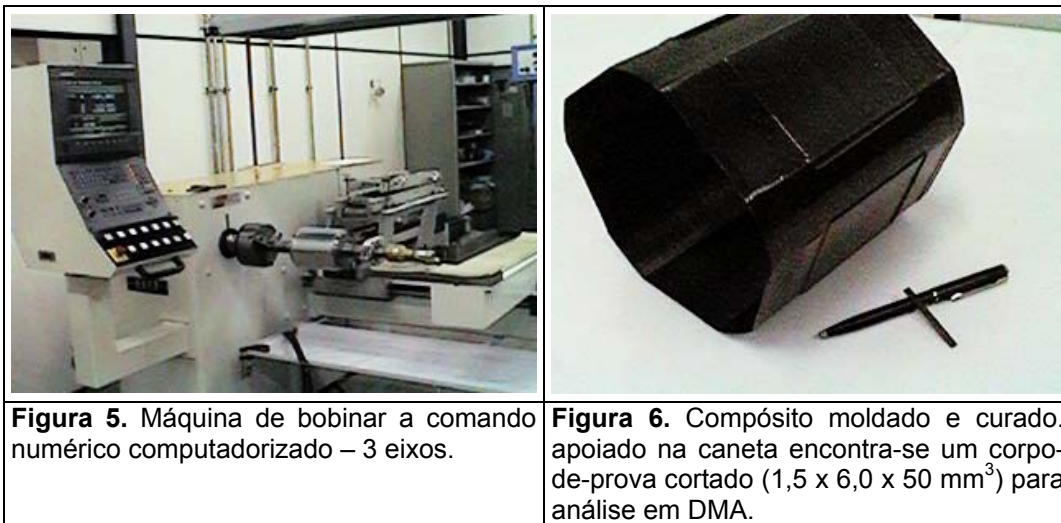 Figura 5. Máquina de bobinar a comando
numérico computadorizado – 3 eixos.
Figura 6. Compósito moldado e curado.
apoiado na caneta encontra-se um corpo-
de-prova cortado (1,5 x 6,0 x 50 mm³) para
análise em DMA.